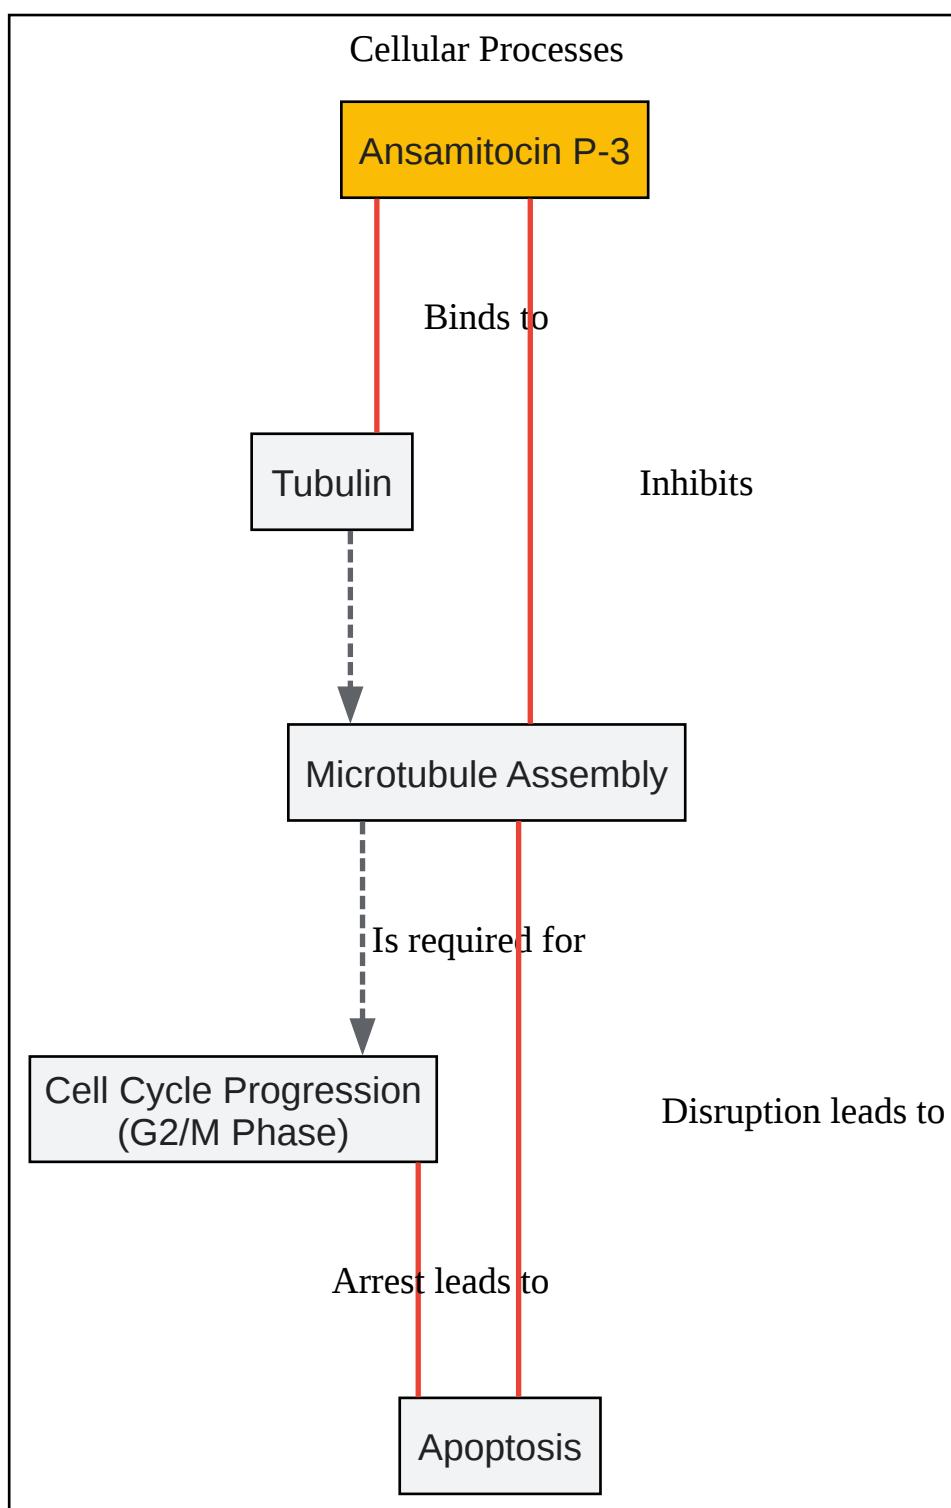 Cellular Processes
Ansamitocin P-3
Binds to
Tubulin
Inhibits
Microtubule Assembly
Is required for
Cell Cycle Progression
(G2/M Phase)
Disruption leads to
Arrest leads to
Apoptosis